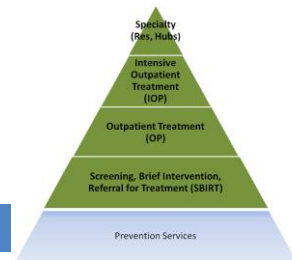 Specialty
(Res, Hubs)
Intensive
Outpatient
Treatment
(IOP)
Outpatient Treatment
(OP)
Screening, Brief Intervention,
Referral for Treatment (SBIRT)
Prevention Services